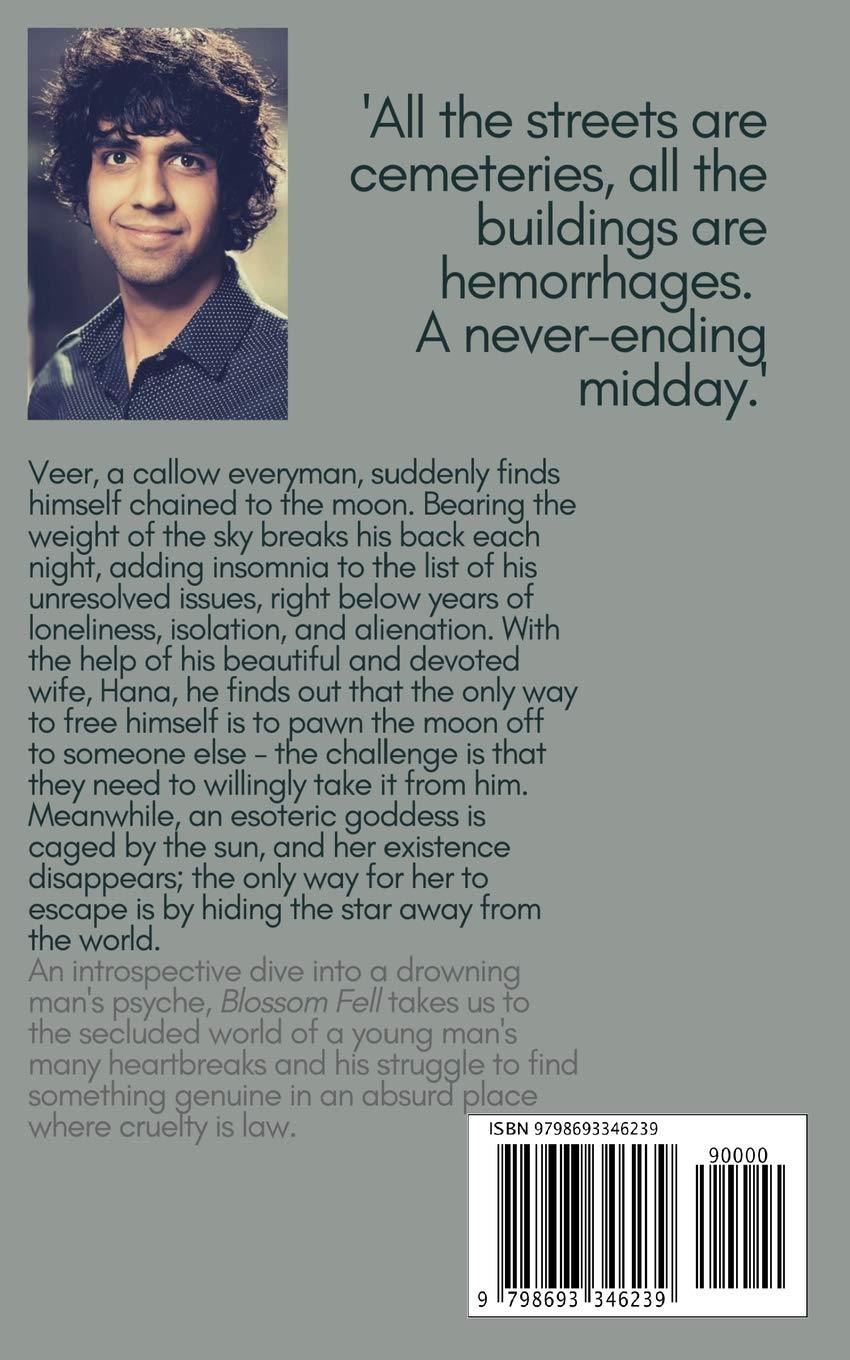 'All the streets are
cemeteries, all the
buildings are
hemorrhages.
A never-ending
midday.'
Veer, a callow everyman, suddenly finds
himself chained to the moon. Bearing the
weight of the sky breaks his back each
night, adding insomnia to the list of his
unresolved issues, right below years of
loneliness, isolation, and alienation. With
the help of his beautiful and devoted
wife, Hana, he finds out that the only way
to free himself is to pawn the moon off
to someone else – the challenge is that
they need to willingly take it from him.
Meanwhile, an esoteric goddess is
caged by the sun, and her existence
disappears; the only way for her to
escape is by hiding the star away from
the world.
An introspective dive into a drowning
man's psyche, Blossom Fell takes us to
the secluded world of a young man's
many heartbreaks and his struggle to find
something genuine in an absurd place
where cruelty is law.
ISBN 9798693346239
90000
9 798693 346239